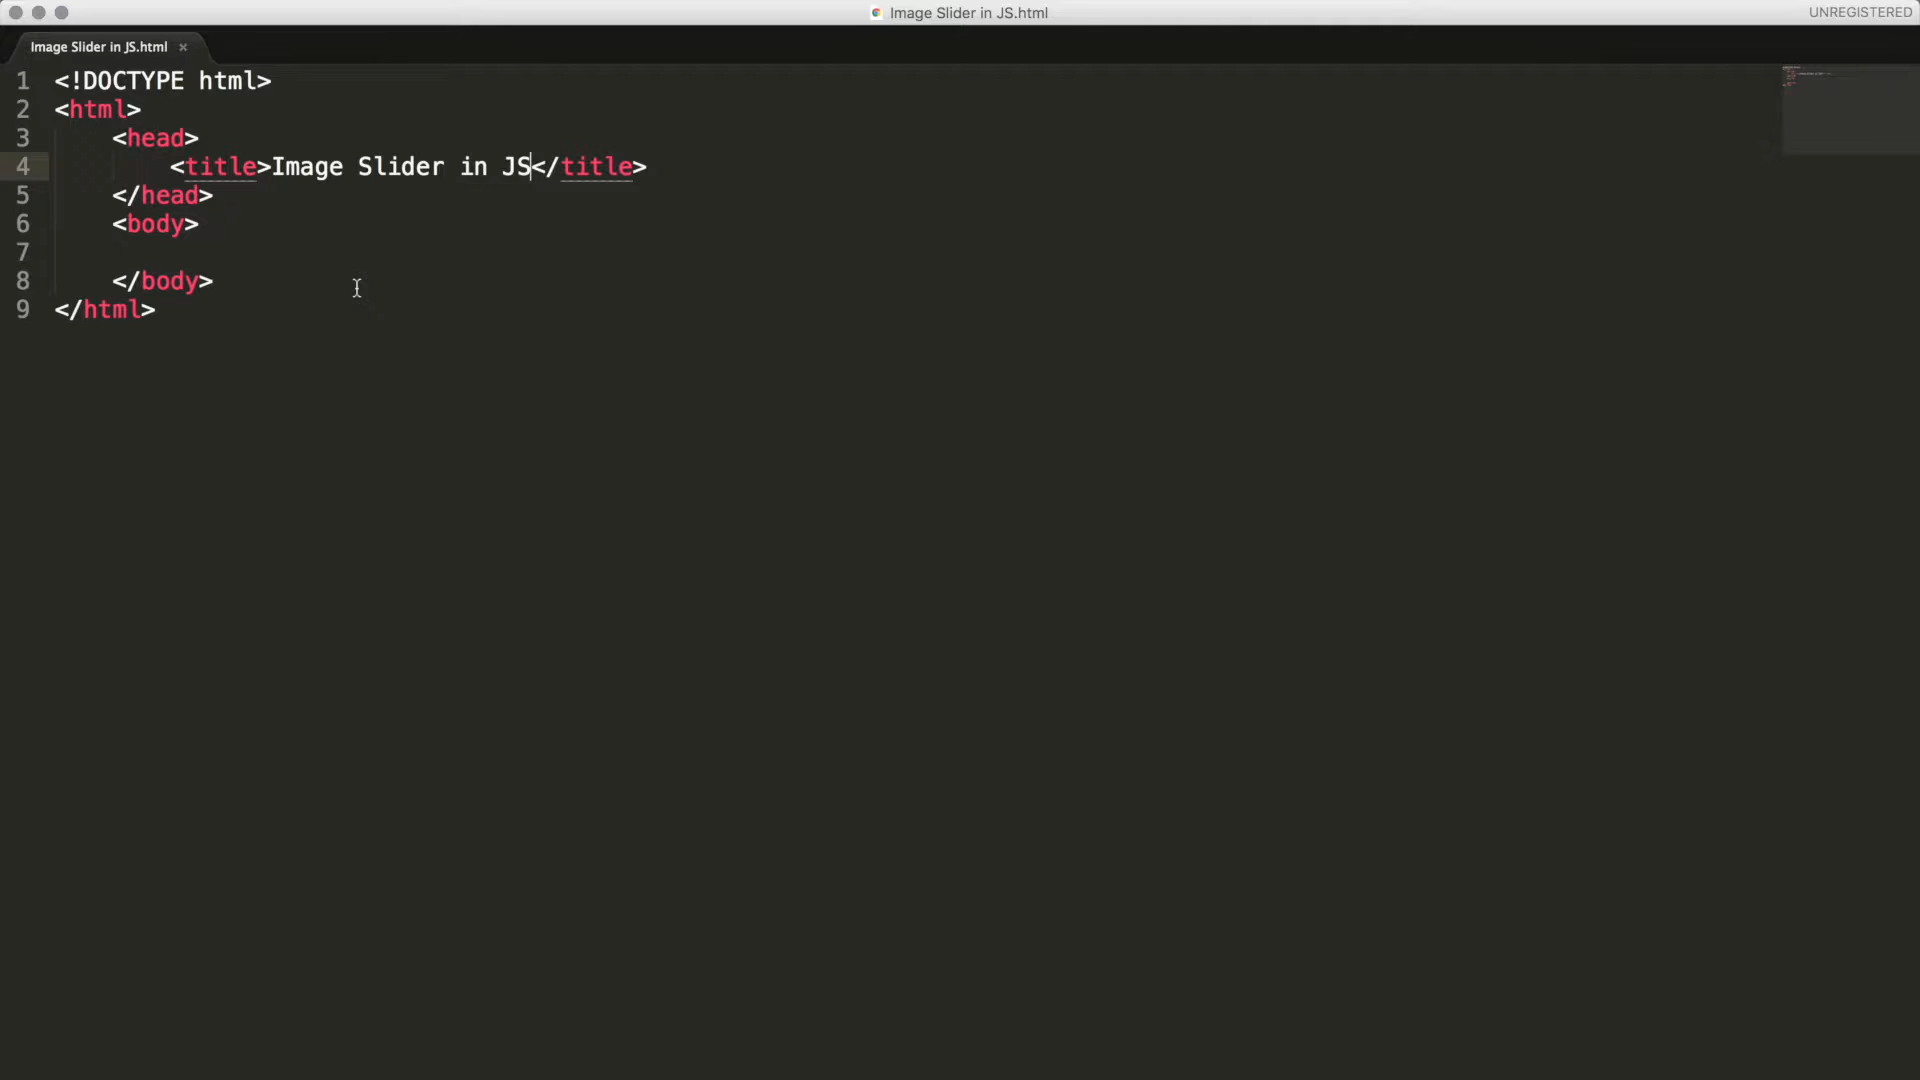 Image Slider in JS.html
UNREGISTERED
Image Slider in JS.html ×
1 <!DOCTYPE html>
2 <html>
3 <head>
4 <title>Image Slider in JS</title>
5 </head>
6 <body>
7
8 </body>
9 </html>